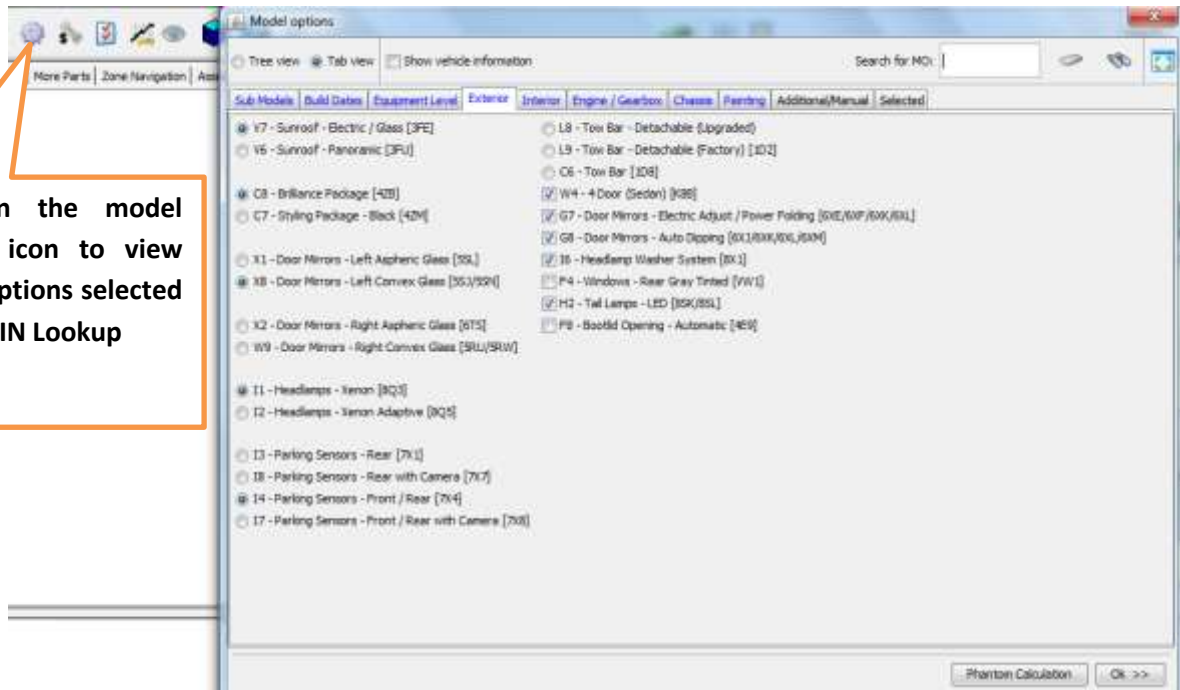 Model options
Tree view Tab view Show vehicle information Search for MO:
More Parts Zone Navigation
Sub Models Build Dates Equipment Level Exterior Interior Engine / Gearbox Chassis Painting Additional/Manual Selected
Y7 - Sunroof - Electric / Glass [3FE]
Y6 - Sunroof - Panoramic [3FU]
C8 - Brilliance Package [4ZB]
C7 - Styling Package - Black [4ZM]
X1 - Door Mirrors - Left Aspheric Glass [5SL]
X8 - Door Mirrors - Left Convex Glass [5SJ/5SN]
X2 - Door Mirrors - Right Aspheric Glass [6TS]
W9 - Door Mirrors - Right Convex Glass [5RU/5RW]
I1 - Headlamps - Xenon [8Q3]
I2 - Headlamps - Xenon Adaptive [8Q5]
I3 - Parking Sensors - Rear [7X1]
I8 - Parking Sensors - Rear with Camera [7X7]
I4 - Parking Sensors - Front / Rear [7X4]
I7 - Parking Sensors - Front / Rear with Camera [7X8]
L8 - Tow Bar - Detachable (Upgraded)
L9 - Tow Bar - Detachable (Factory) [1D2]
C6 - Tow Bar [1D8]
W4 - 4 Door (Sedan) [K8B]
G7 - Door Mirrors - Electric Adjust / Power Folding [6XE/6XF/6XK/6XL]
G8 - Door Mirrors - Auto Dipping [6XJ/6XK/6XL/6XM]
I6 - Headlamp Washer System [8X1]
P4 - Windows - Rear Gray Tinted [VW1]
H2 - Tail Lamps - LED [8SK/8SL]
P8 - Bootlid Opening - Automatic [4E9]
n the model
icon to view
ptions selected
IN Lookup
Phantom Calculation Ok >>